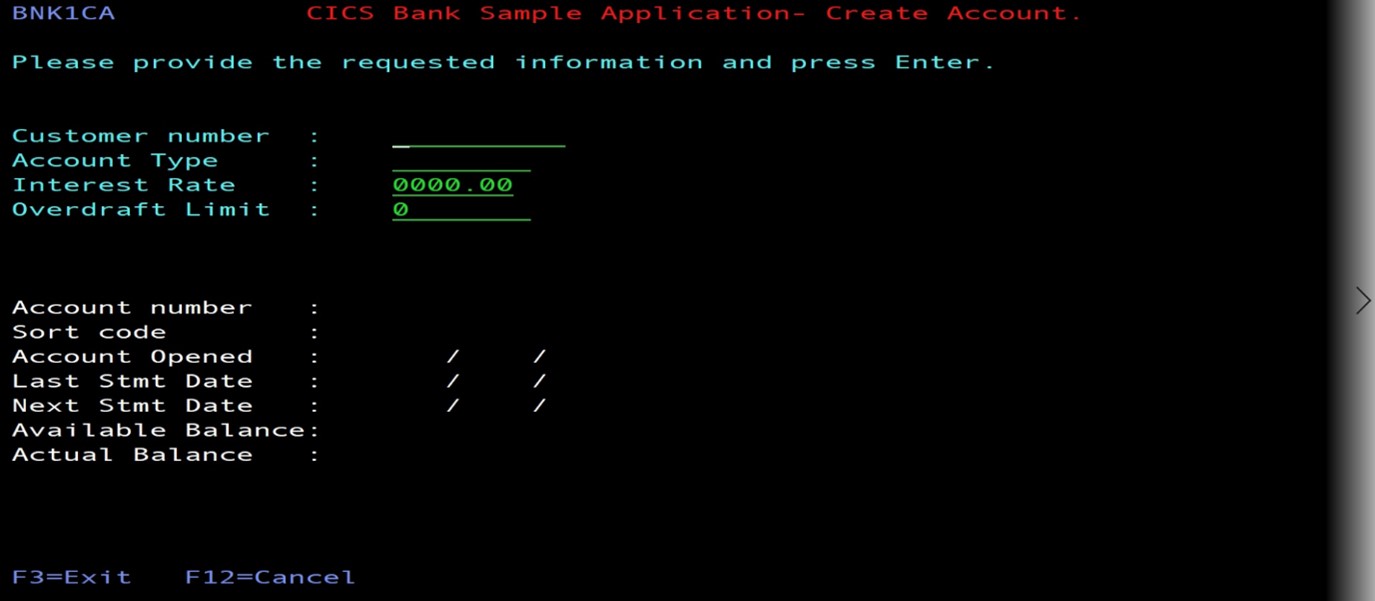 BNK1CA CICS Bank Sample Application- Create Account.
Please provide the requested information and press Enter.
Customer number :
Account Type :
Interest Rate : 0000.00
Overdraft Limit : 0
Account number :
Sort code :
Account Opened : / /
Last Stmt Date : / /
Next Stmt Date : / /
Available Balance:
Actual Balance :
F3=Exit F12=Cancel